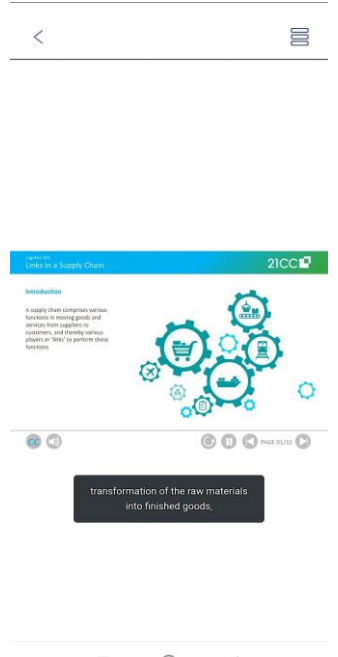 Logistics 101
Links in a Supply Chain
21CC
Introduction
A supply chain comprises various
functions in moving goods and
services from suppliers to
customers, and thereby various
players or "links" to perform these
functions
CC
PAGE 01/32
transformation of the raw materials
into finished goods,